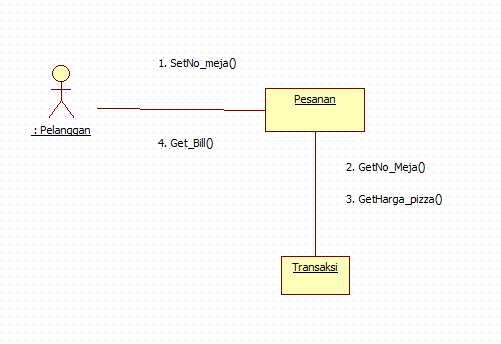 1. SetNo_meja()
Pesanan
: Pelanggan
4. Get_Bill()
2. GetNo_Meja()
3. GetHarga_pizza()
Transaksi